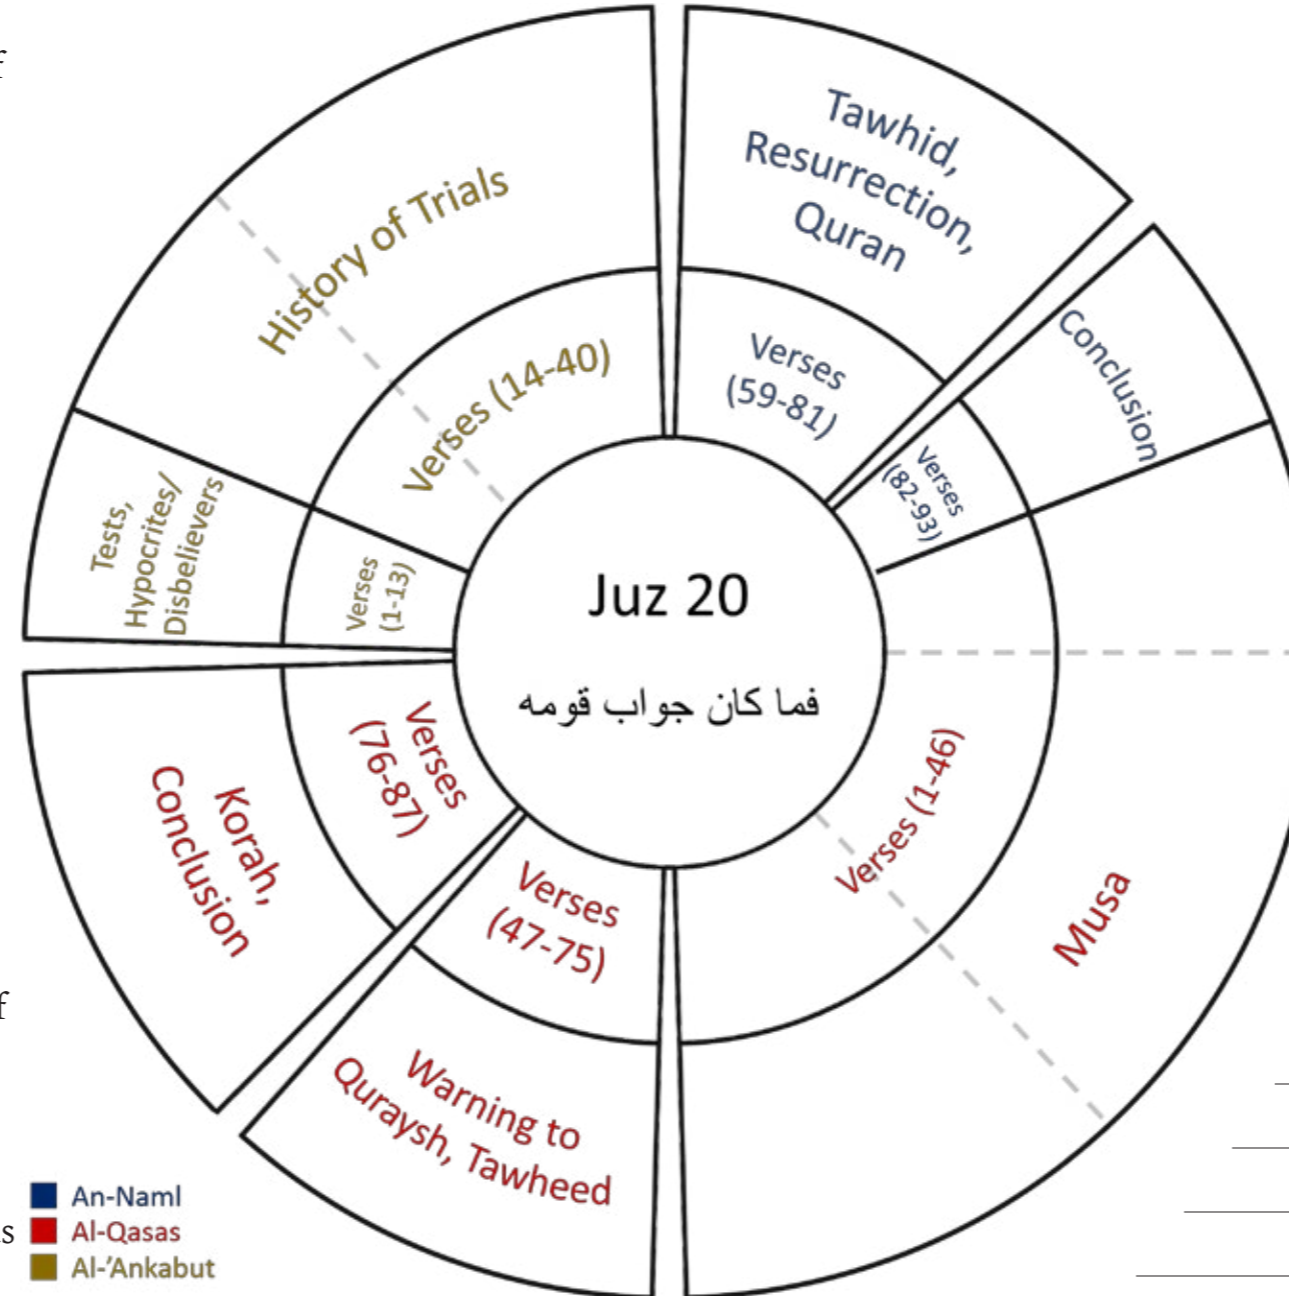 f
Tawhid,
Resurrection,
Quran
Verses
(59-81)
Conclusion
Verses
(82-93)
Musa
Verses (1-46)
Warning to
Quraysh, Tawheed
Verses
(47-75)
Korah,
Conclusion
Verses
(76-87)
Tests,
Hypocrites/
Disbelievers
Verses
(1-13)
History of Trials
Verses (14-40)
Juz 20
فما كان جواب قومه
f
s
An-Naml
Al-Qasas
Al-’Ankabut